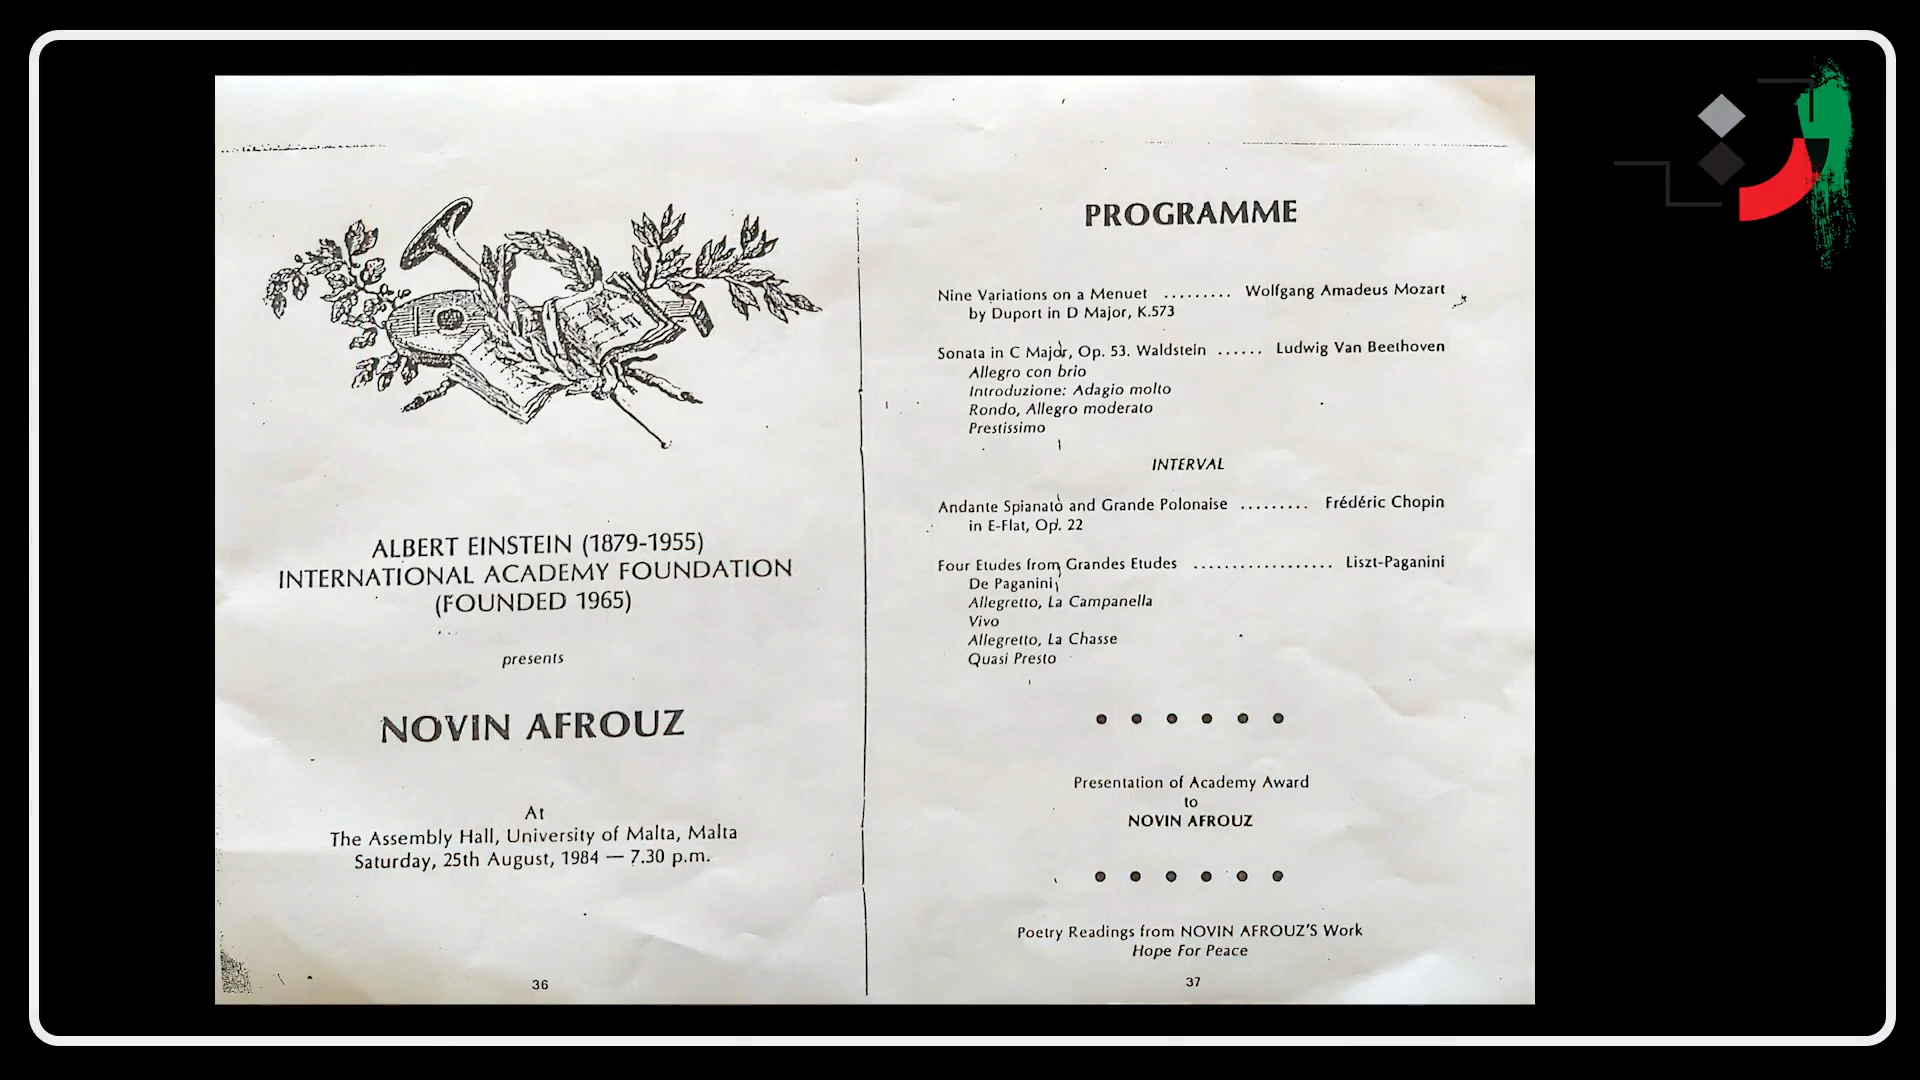 ALBERT EINSTEIN (1879-1955)
INTERNATIONAL ACADEMY FOUNDATION
(FOUNDED 1965)
presents
NOVIN AFROUZ
At
The Assembly Hall, University of Malta, Malta
Saturday, 25th August, 1984 — 7.30 p.m.
36
PROGRAMME
Nine Variations on a Menuet ......... Wolfgang Amadeus Mozart
by Duport in D Major, K.573
Sonata in C Major, Op. 53. Waldstein ...... Ludwig Van Beethoven
Allegro con brio
Introduzione: Adagio molto
Rondo, Allegro moderato
Prestissimo
INTERVAL
Andante Spianato and Grande Polonaise ......... Frédéric Chopin
in E-Flat, Op. 22
Four Etudes from Grandes Etudes ................. Liszt-Paganini
De Paganini
Allegretto, La Campanella
Vivo
Allegretto, La Chasse
Quasi Presto
Presentation of Academy Award
to
NOVIN AFROUZ
Poetry Readings from NOVIN AFROUZ'S Work
Hope For Peace
37